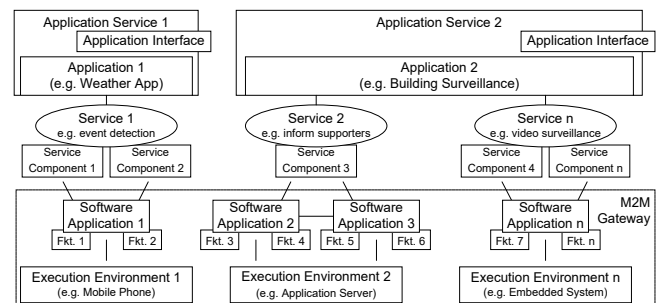 Application Service 1
Application Interface
Application 1
(e.g. Weather App)
Application Service 2
Application Interface
Application 2
(e.g. Building Surveillance)
Service 1
e.g. event detection
Service 2
e.g. inform supporters
Service n
e.g. video surveillance
Service
Component 1
Service
Component 2
Service
Component 3
Service
Component 4
Service
Component n
M2M
Gateway
Software
Application 1
Fkt. 1
Fkt. 2
Software
Application 2
Fkt. 3
Fkt. 4
Software
Application 3
Fkt. 5
Fkt. 6
Software
Application n
Fkt. 7
Fkt. n
Execution Environment 1
(e.g. Mobile Phone)
Execution Environment 2
(e.g. Application Server)
Execution Environment n
(e.g. Embedded System)